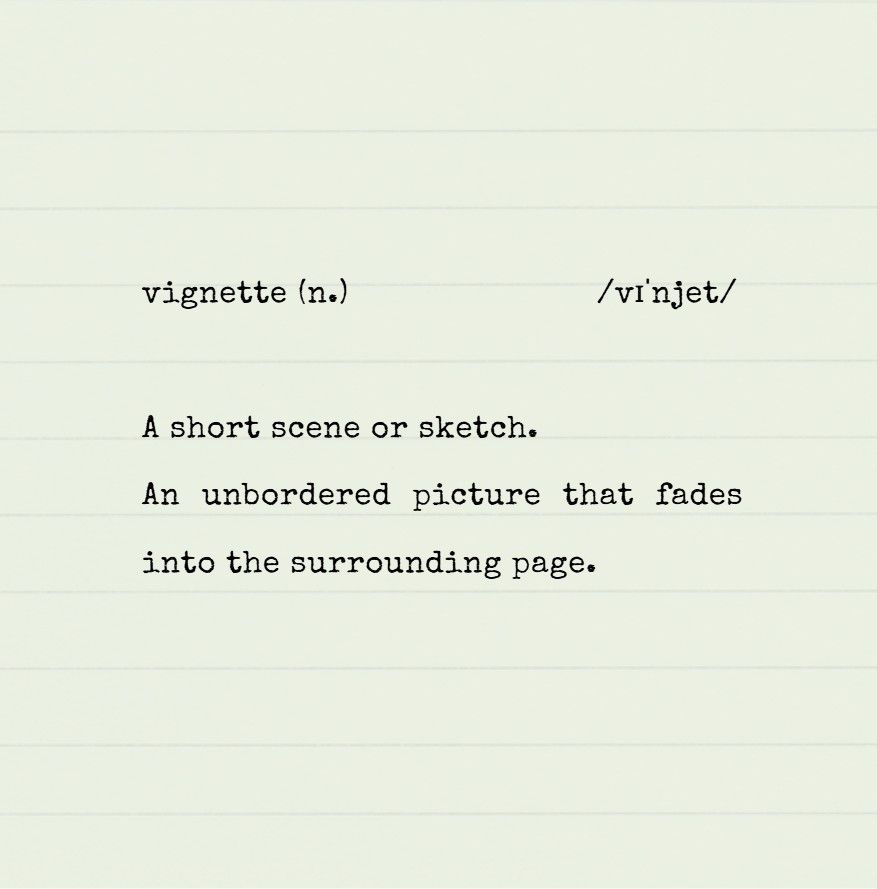 vignette (n.) /vɪˈnjet/
A short scene or sketch.
An unbordered picture that fades
into the surrounding page.